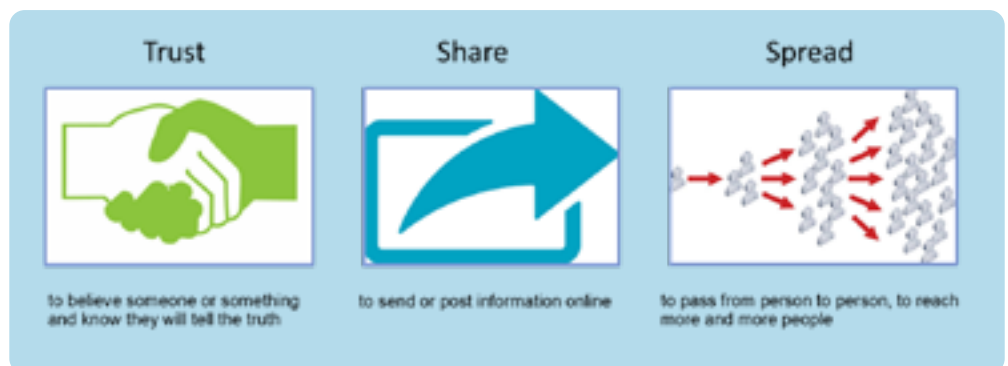 Trust
Share
Spread
to believe someone or something
and know they will tell the truth
to send or post information online
to pass from person to person, to reach
more and more people